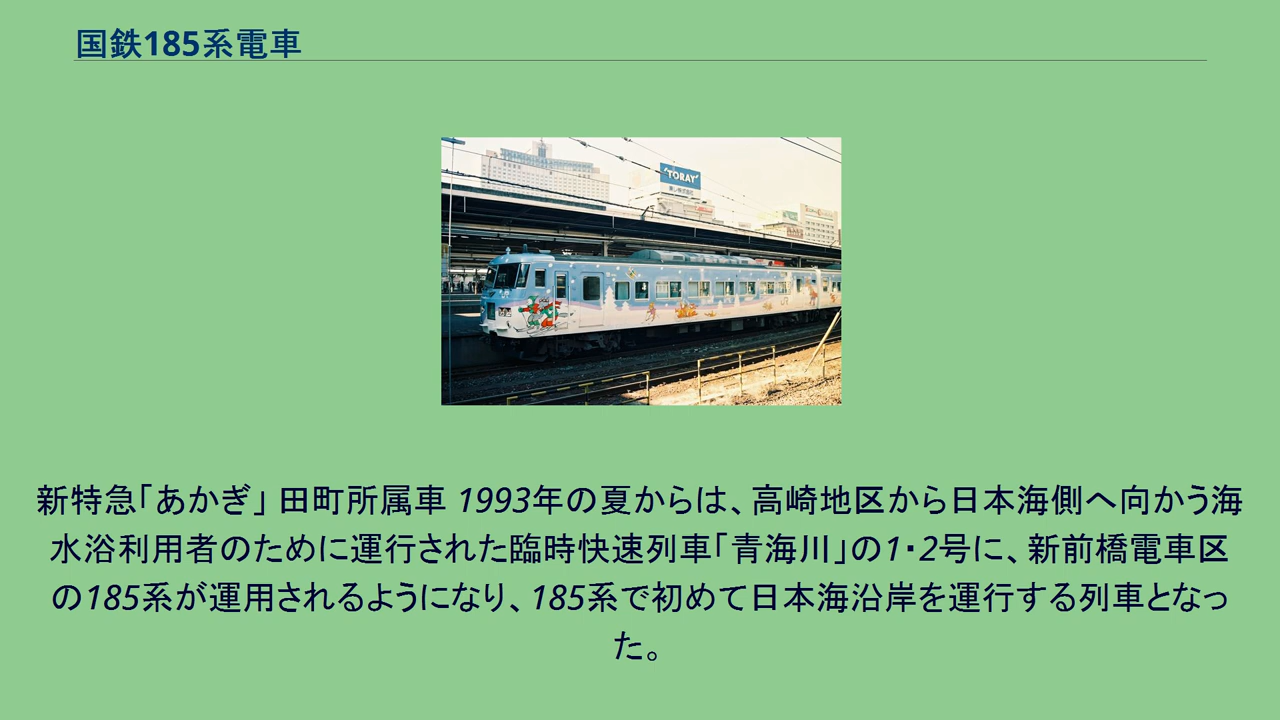 国鉄185系電車
TORAY
新特急｢あかぎ｣ 田町所属車 1993年の夏からは､高崎地区から日本海側へ向かう海
水浴利用者のために運行された臨時快速列車｢青海川｣の1･2号に､新前橋電車区
の185系が運用されるようになり､185系で初めて日本海沿岸を運行する列車となっ
た｡